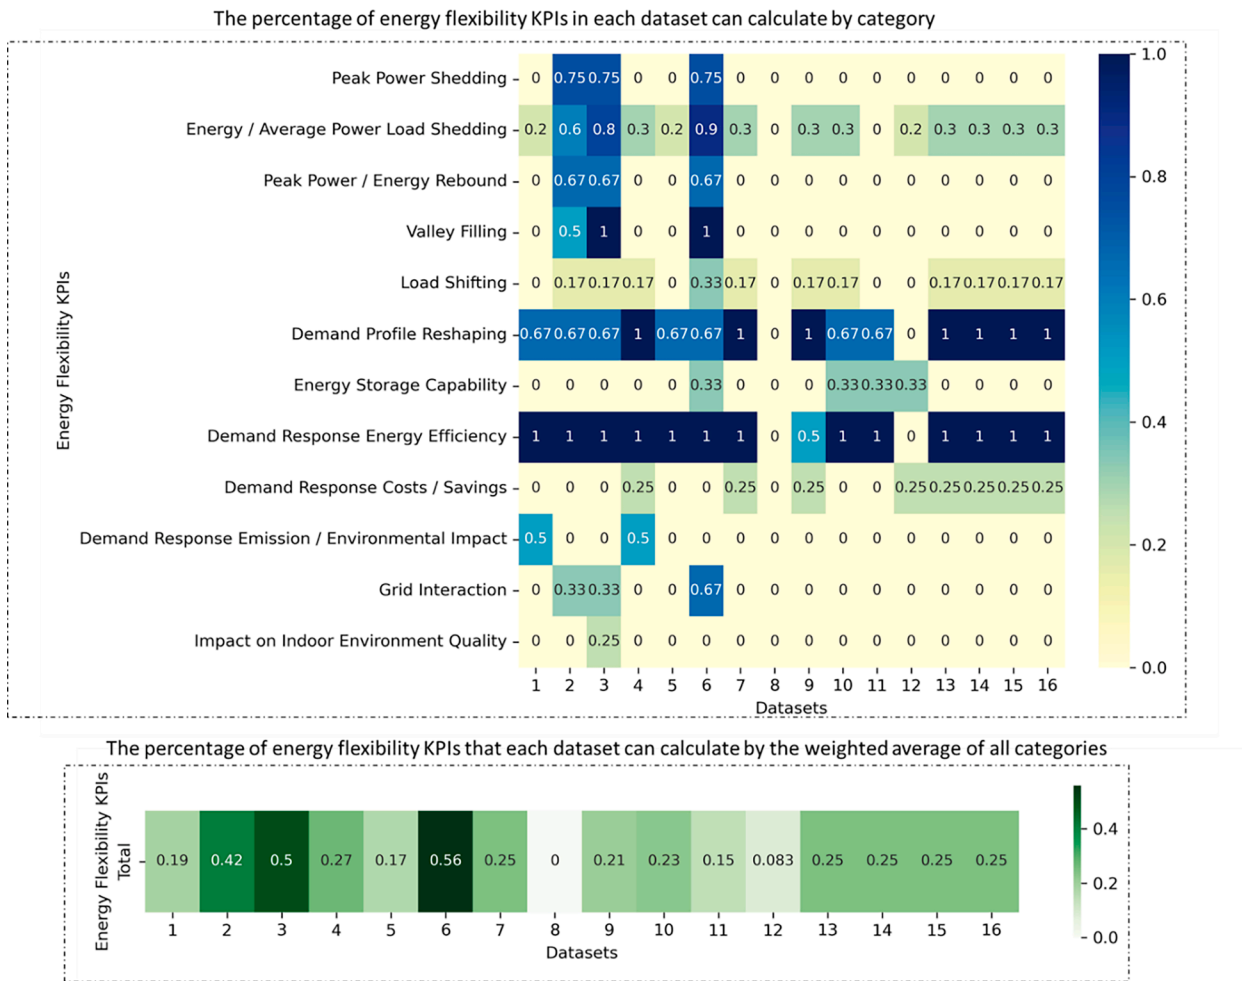 The percentage of energy flexibility KPIs in each dataset can calculate by category
Energy Flexibility KPIs
Peak Power Shedding 0 0.75 0.75 0 0 0.75 0 0 0 0 0 0 0 0 0 0
Energy / Average Power Load Shedding 0.2 0.6 0.8 0.3 0.2 0.9 0.3 0 0.3 0.3 0 0.2 0.3 0.3 0.3 0.3
Peak Power / Energy Rebound 0 0.67 0.67 0 0 0.67 0 0 0 0 0 0 0 0 0 0
Valley Filling 0 0.5 1 0 0 1 0 0 0 0 0 0 0 0 0 0
Load Shifting 0 0.17 0.17 0.17 0 0.33 0.17 0 0.17 0.17 0 0 0.17 0.17 0.17 0.17
Demand Profile Reshaping 0.67 0.67 0.67 1 0.67 0.67 1 0 1 0.67 0.67 0 1 1 1 1
Energy Storage Capability 0 0 0 0 0 0.33 0 0 0 0.33 0.33 0.33 0 0 0 0
Demand Response Energy Efficiency 1 1 1 1 1 1 1 0 0.5 1 1 0 1 1 1 1
Demand Response Costs / Savings 0 0 0 0.25 0 0 0.25 0 0.25 0 0 0.25 0.25 0.25 0.25 0.25
Demand Response Emission / Environmental Impact 0.5 0 0 0.5 0 0 0 0 0 0 0 0 0 0 0 0
Grid Interaction 0 0.33 0.33 0 0 0.67 0 0 0 0 0 0 0 0 0 0
Impact on Indoor Environment Quality 0 0 0.25 0 0 0 0 0 0 0 0 0 0 0 0 0
1 2 3 4 5 6 7 8 9 10 11 12 13 14 15 16
Datasets
1.0
0.8
0.6
0.4
0.2
0.0
The percentage of energy flexibility KPIs that each dataset can calculate by the weighted average of all categories
Energy Flexibility KPIs
Total
0.19 0.42 0.5 0.27 0.17 0.56 0.25 0 0.21 0.23 0.15 0.083 0.25 0.25 0.25 0.25
1 2 3 4 5 6 7 8 9 10 11 12 13 14 15 16
Datasets
0.4
0.2
0.0